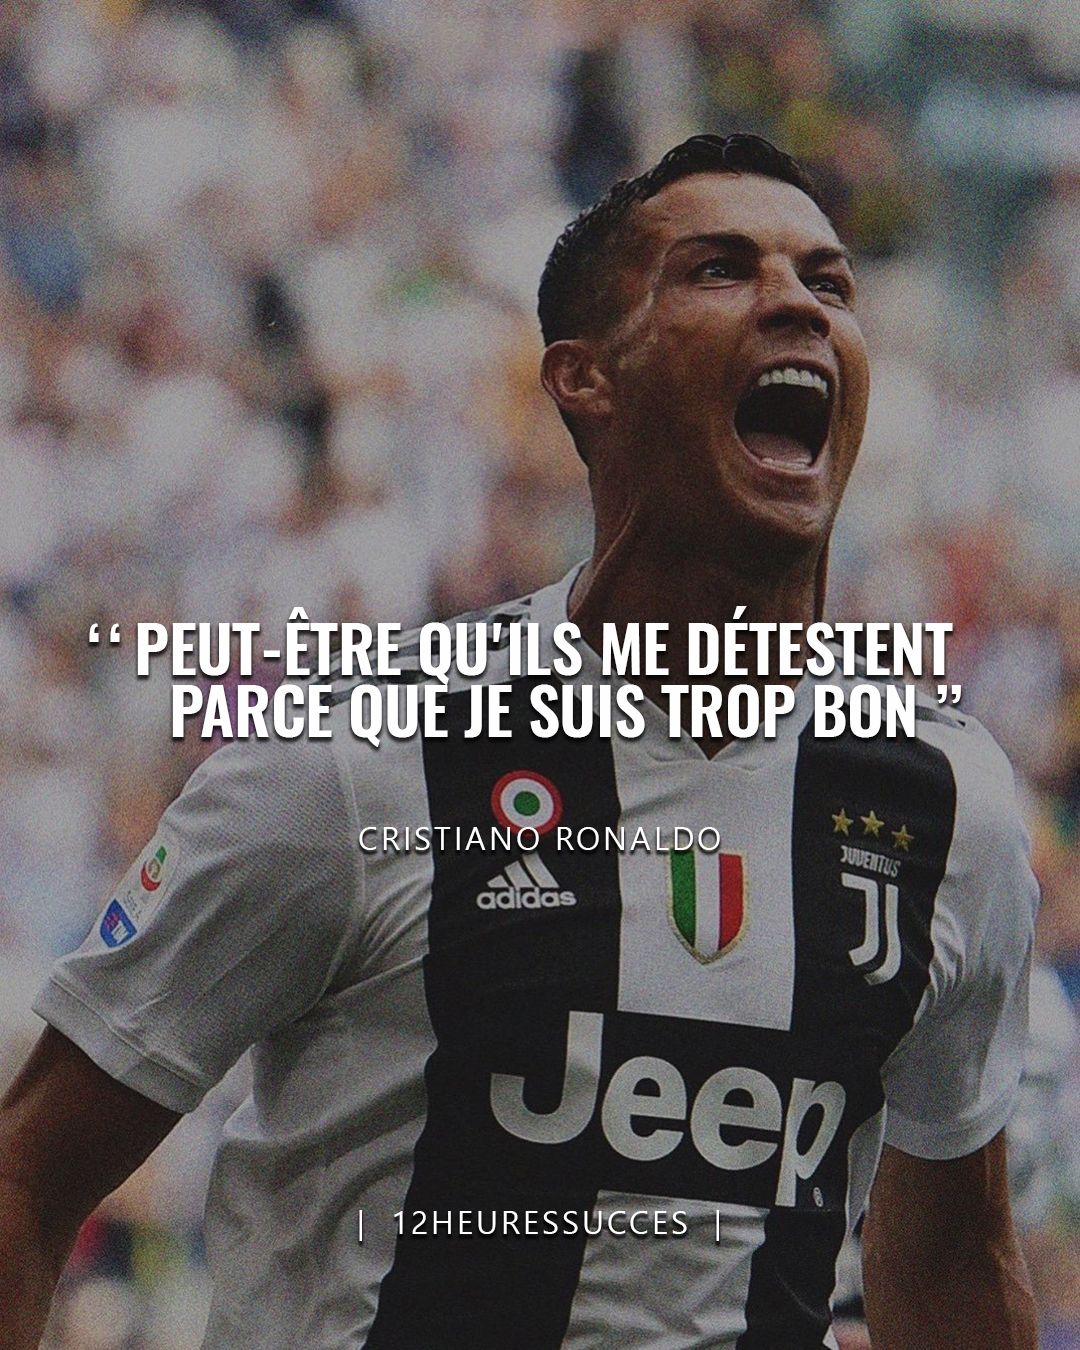 ‘‘ PEUT-ÊTRE QU'ILS ME DÉTESTENT
PARCE QUE JE SUIS TROP BON ”
CRISTIANO RONALDO
adidas
JUVENTUS
Jeep
| 12HEURESSUCCES |